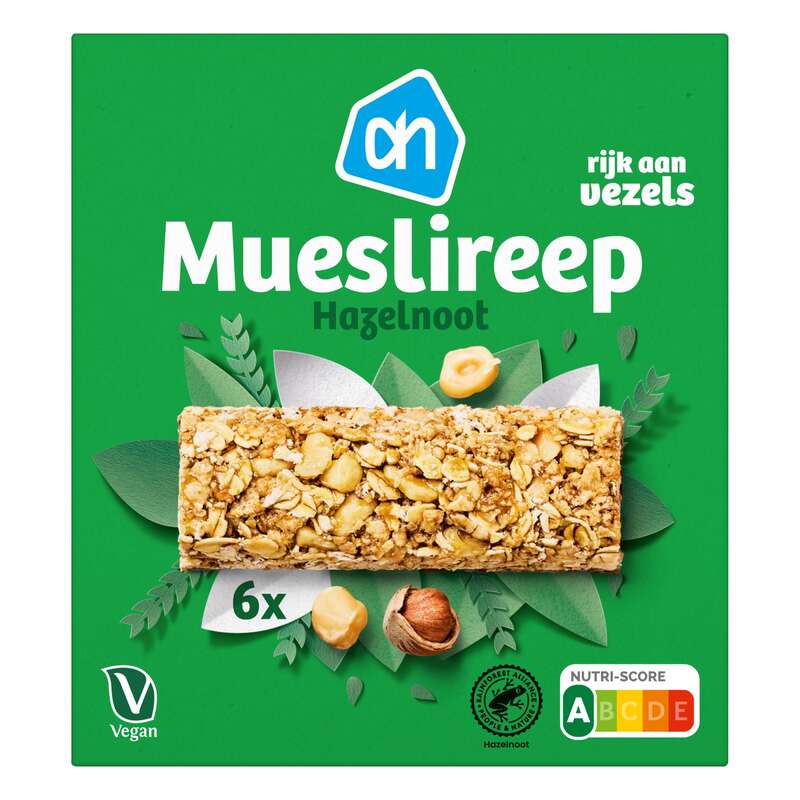 ah
rijk aan
vezels
Mueslireep
Hazelnoot
6x
V
Vegan
RAINFOREST ALLIANCE
PEOPLE & NATURE
Hazelnoot
NUTRI-SCORE
A B C D E